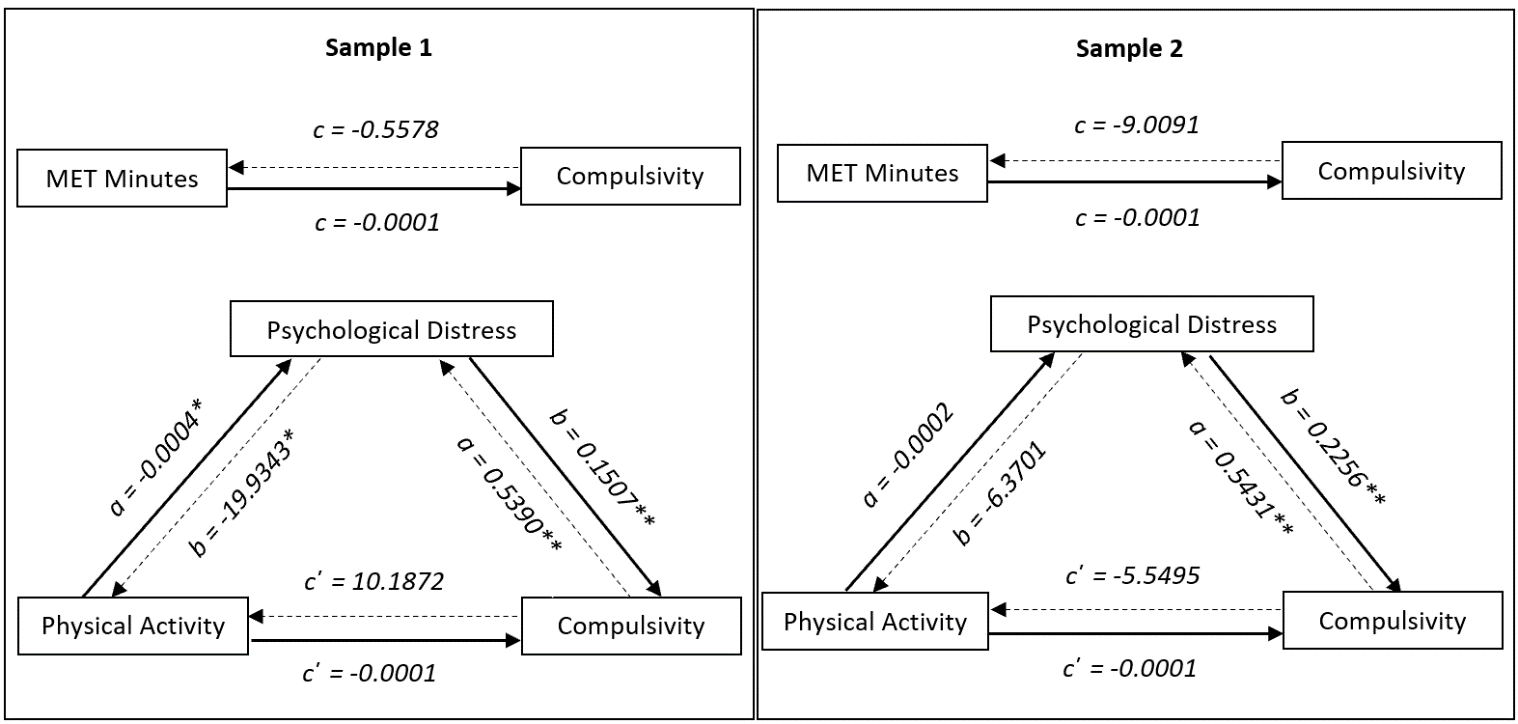 Sample 1
c = -0.5578
MET Minutes
Compulsivity
c = -0.0001
Psychological Distress
a = -0.0004*
b = -19.9343*
a = 0.5390**
b = 0.1507**
c' = 10.1872
Physical Activity
Compulsivity
c' = -0.0001
Sample 2
c = -9.0091
MET Minutes
Compulsivity
c = -0.0001
Psychological Distress
a = -0.0002
b = -6.3701
a = 0.5431**
b = 0.2256**
c' = -5.5495
Physical Activity
Compulsivity
c' = -0.0001